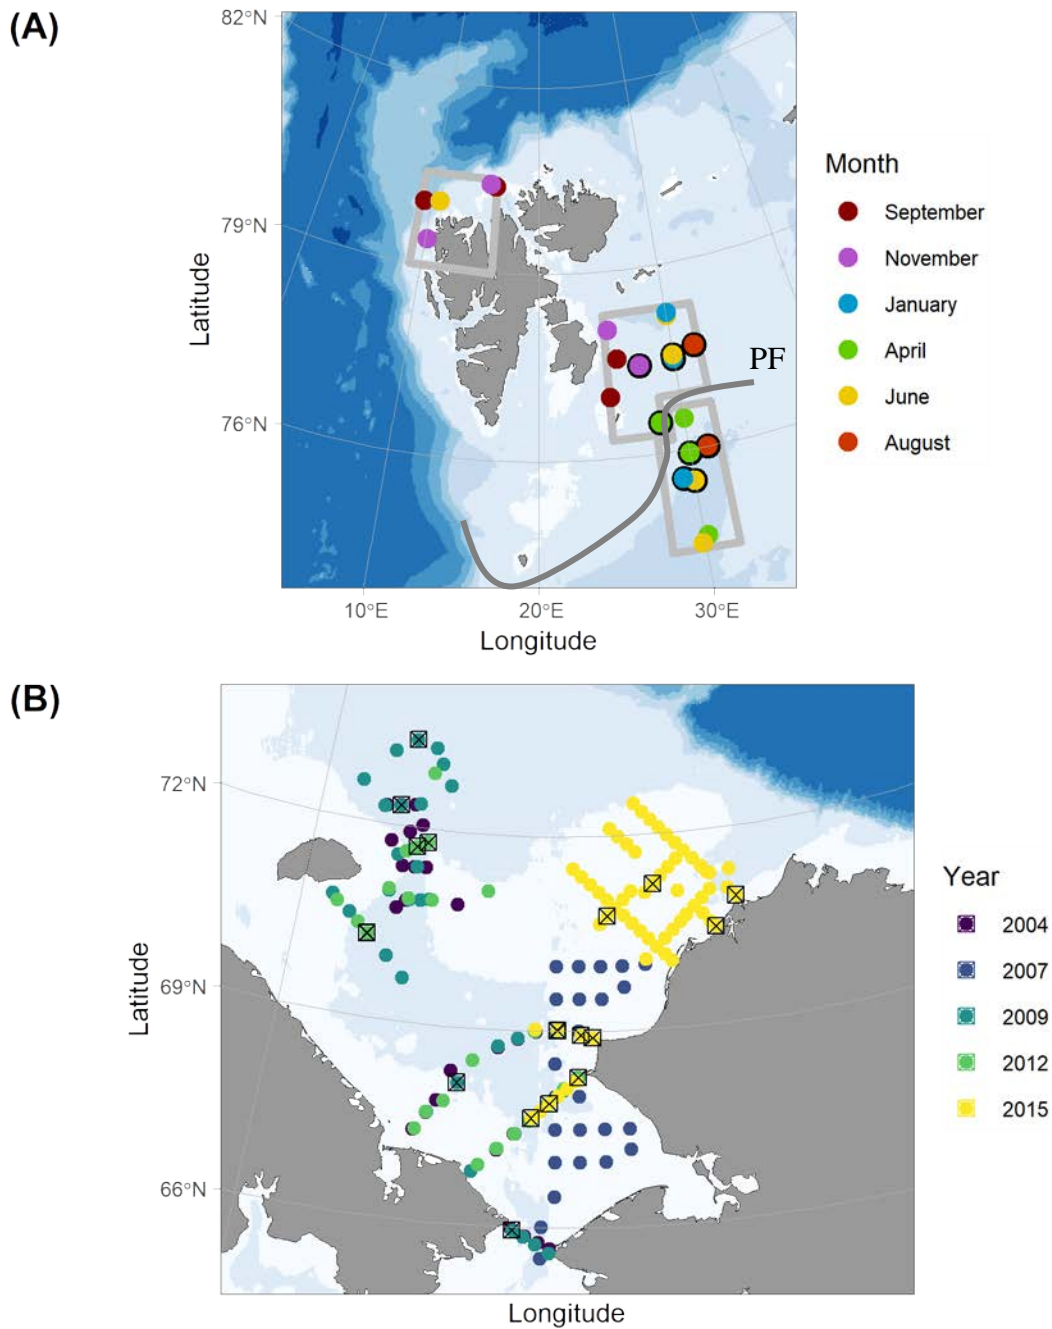 (A)
82°N
79°N
76°N
Latitude
10°E
20°E
30°E
Longitude
PF
Month
September
November
January
April
June
August
(B)
72°N
69°N
66°N
Latitude
Longitude
Year
2004
2007
2009
2012
2015